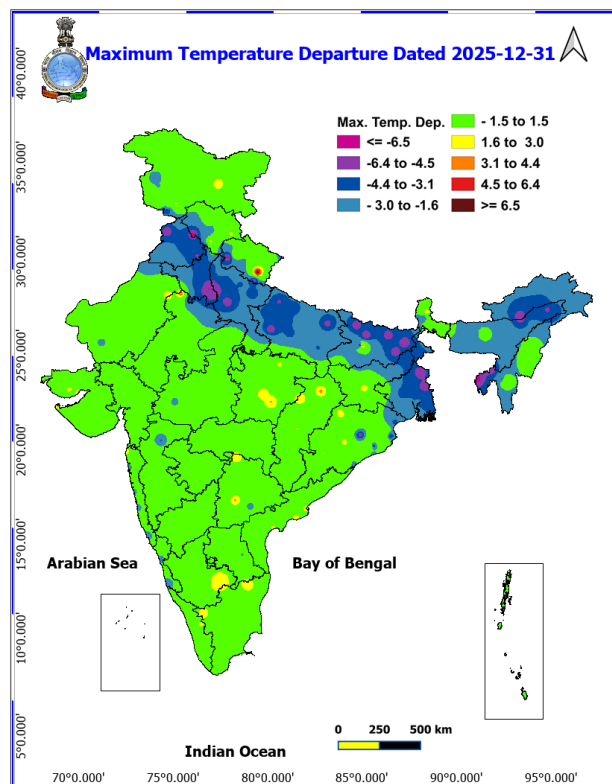 Maximum Temperature Departure Dated 2025-12-31
Max. Temp. Dep.
<= -6.5
-6.4 to -4.5
-4.4 to -3.1
- 3.0 to -1.6
- 1.5 to 1.5
1.6 to 3.0
3.1 to 4.4
4.5 to 6.4
>= 6.5
40°0.000'
35°0.000'
30°0.000'
25°0.000'
20°0.000'
15°0.000'
10°0.000'
5°0.000'
Arabian Sea
Bay of Bengal
Indian Ocean
0 250 500 km
70°0.000' 75°0.000' 80°0.000' 85°0.000' 90°0.000' 95°0.000'